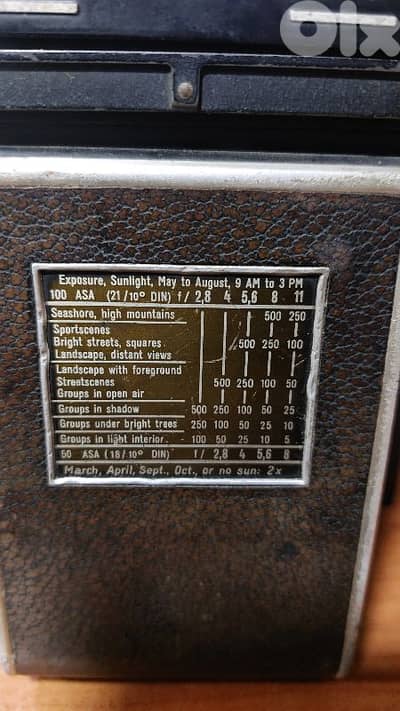 olx
Exposure, Sunlight, May to August, 9 AM to 3 PM
100 ASA (21/10° DIN) f/ 2,8 4 5,6 8 11
Seashore, high mountains 500 250
Sportscenes
Bright streets, squares 500 250 100
Landscape, distant views
Landscape with foreground
Streetscenes 500 250 100 50
Groups in open air
Groups in shadow 500 250 100 50 25
Groups under bright trees 250 100 50 25 10
Groups in light interior. 100 50 25 10 5
50 ASA (18/10° DIN) f/ 2,8 4 5,6 8
March, April, Sept., Oct., or no sun: 2x